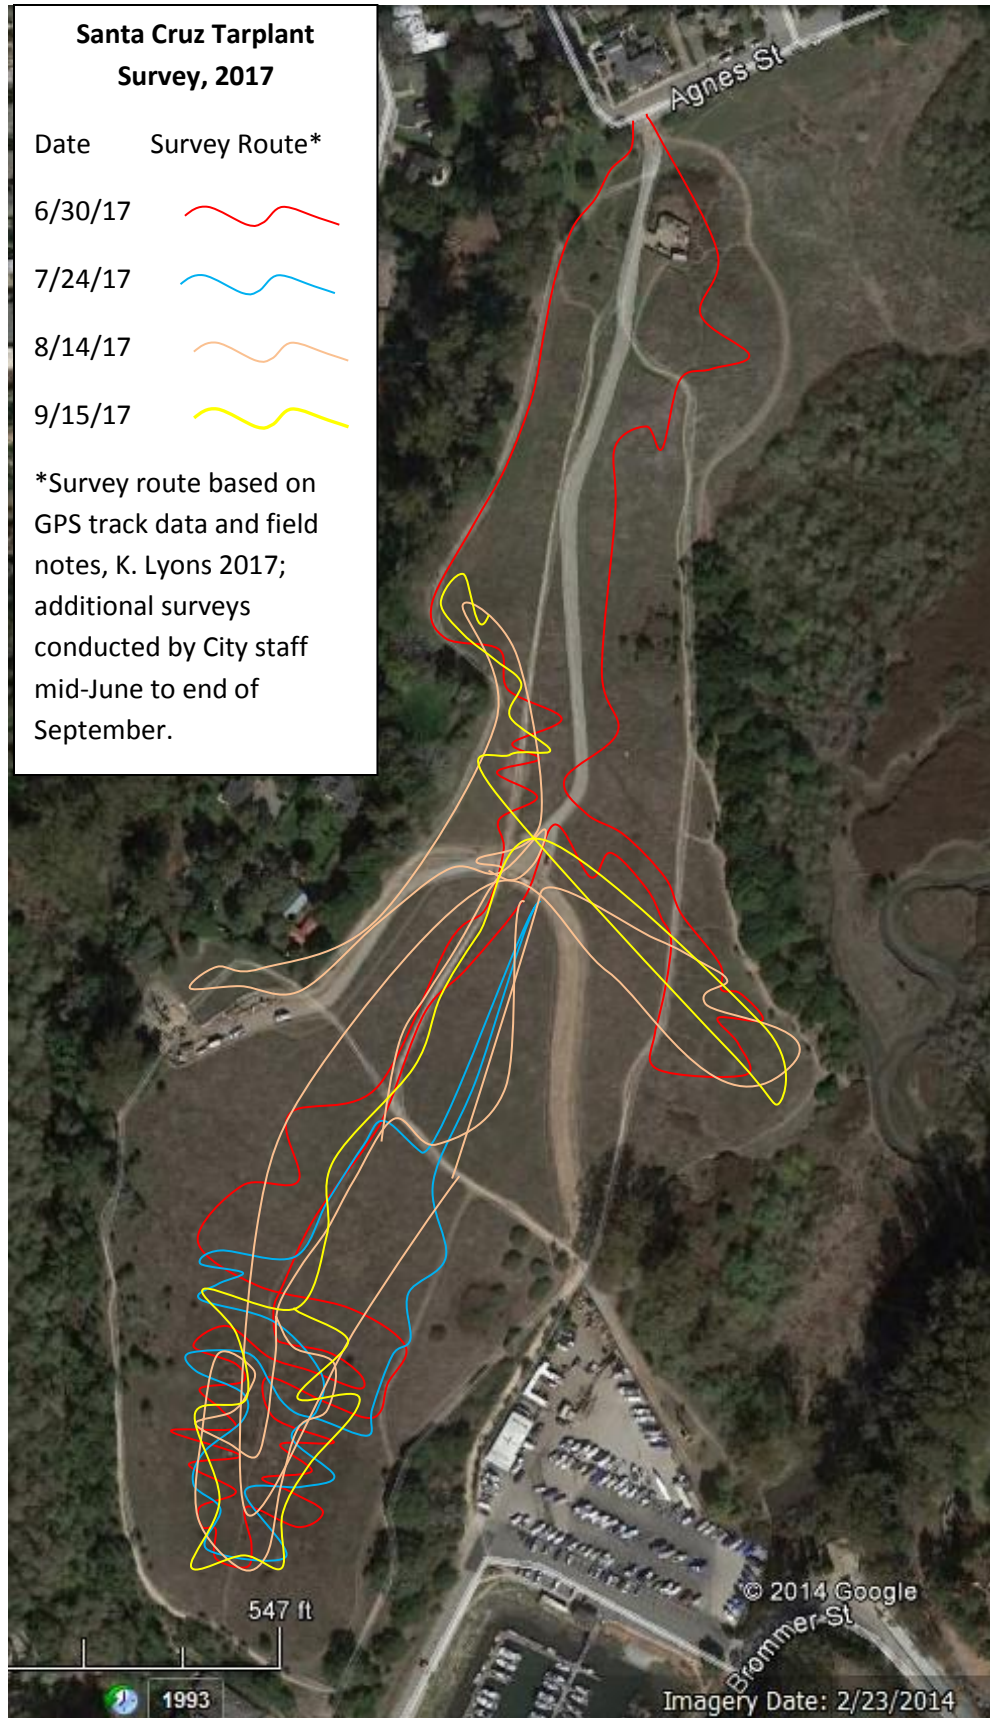 Santa Cruz Tarplant
Survey, 2017
Date Survey Route*
6/30/17
7/24/17
8/14/17
9/15/17
*Survey route based on
GPS track data and field
notes, K. Lyons 2017;
additional surveys
conducted by City staff
mid-June to end of
September.
Agnes St
547 ft
© 2014 Google
Brommer St
1993
Imagery Date: 2/23/2014